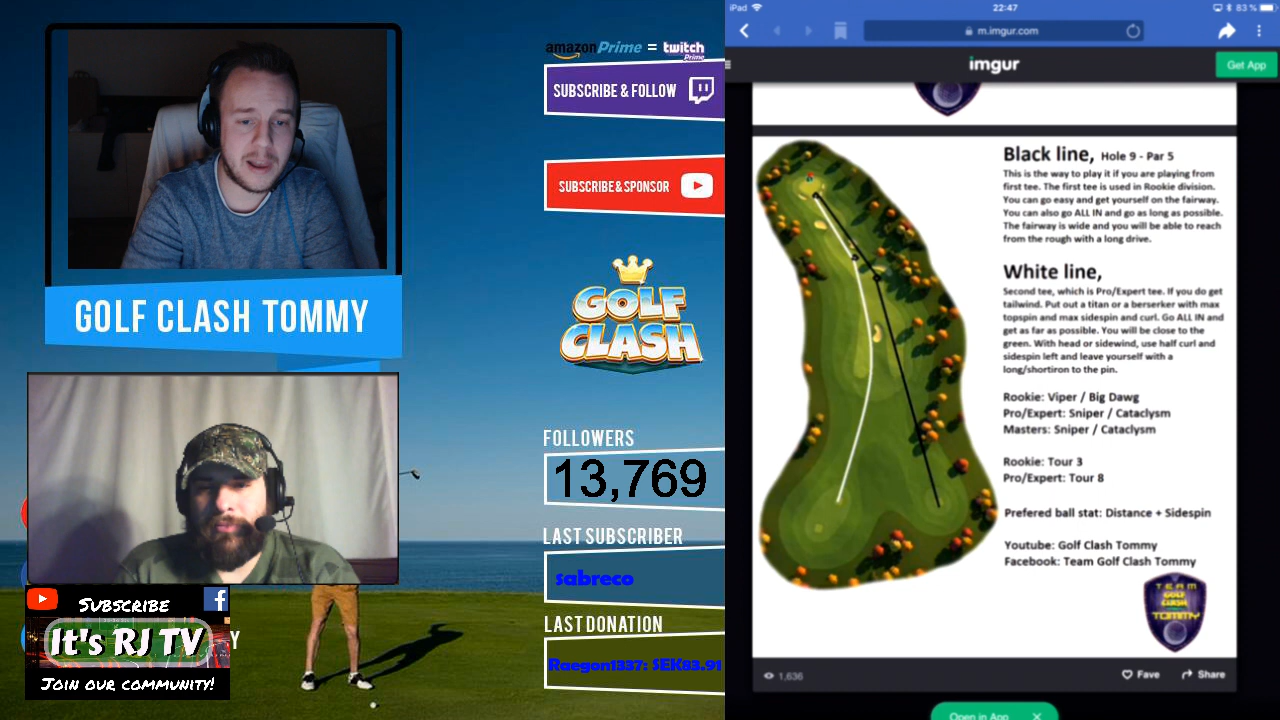 amazonPrime = twitch
Prime
SUBSCRIBE & FOLLOW
SUBSCRIBE & SPONSOR
GOLF CLASH TOMMY
GOLF
CLASH
FOLLOWERS
13,769
LAST SUBSCRIBER
sabreco
LAST DONATION
Raegon1337: SEK83.91
Subscribe
It's RJ TV
Join our community!
Y
iPad
22:47
83 %
m.imgur.com
imgur
Get App
Black line, Hole 9 - Par 5
This is the way to play it if you are playing from
first tee. The first tee is used in Rookie division.
You can go easy and get yourself on the fairway.
You can also go ALL IN and go as long as possible.
The fairway is wide and you will be able to reach
from the rough with a long drive.
White line,
Second tee, which is Pro/Expert tee. If you do get
tailwind. Put out a titan or a berserker with max
topspin and max sidespin and curl. Go ALL IN and
get as far as possible. You will be close to the
green. With head or sidewind, use half curl and
sidespin left and leave yourself with a
long/shortiron to the pin.
Rookie: Viper / Big Dawg
Pro/Expert: Sniper / Cataclysm
Masters: Sniper / Cataclysm
Rookie: Tour 3
Pro/Expert: Tour 8
Prefered ball stat: Distance + Sidespin
Youtube: Golf Clash Tommy
Facebook: Team Golf Clash Tommy
TEAM
GOLF
CLASH
TOMMY
1,636
Fave
Share
Open in App